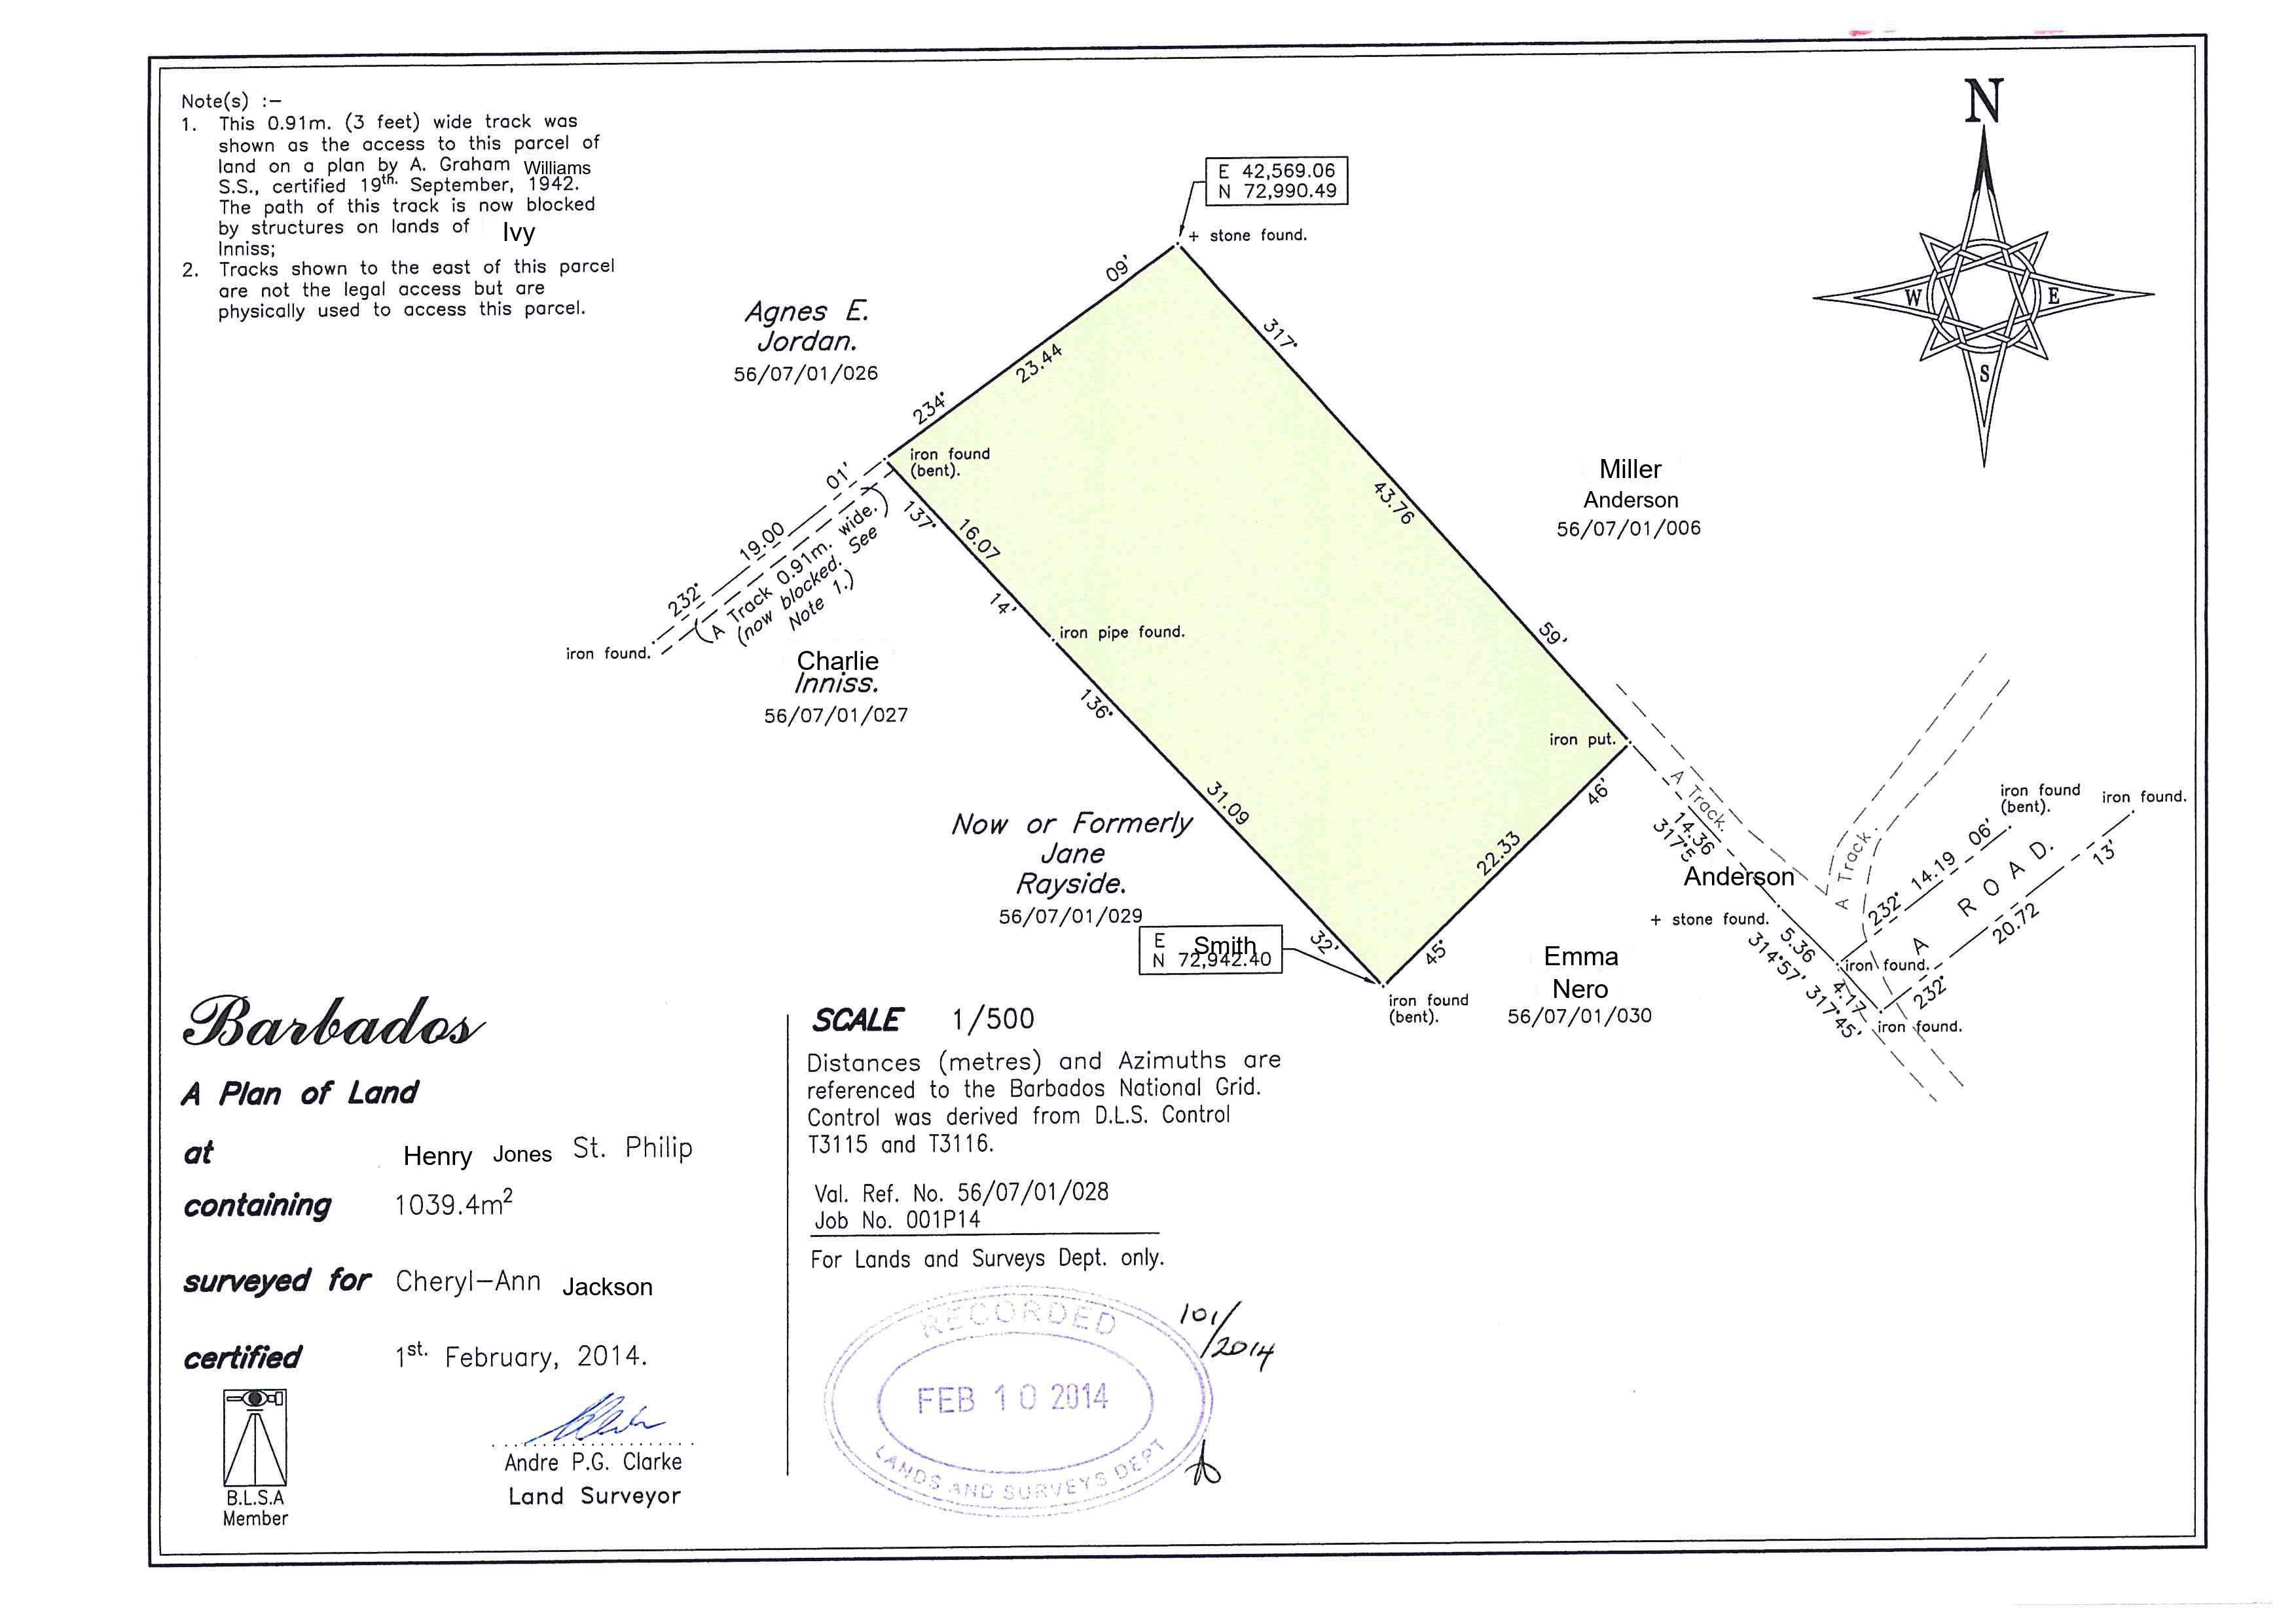 Note(s) :-
1. This 0.91m. (3 feet) wide track was
shown as the access to this parcel of
land on a plan by A. Graham Williams
S.S., certified 19th. September, 1942.
The path of this track is now blocked
by structures on lands of Ivy
Inniss;
2. Tracks shown to the east of this parcel
are not the legal access but are
physically used to access this parcel.
N
W
E
S
E 42,569.06
N 72,990.49
+ stone found.
Agnes E.
Jordan.
56/07/01/026
234° 09'
23.44
317° 59'
43.76
iron found
(bent).
Miller
Anderson
56/07/01/006
232° 01'
19.00
(A Track 0.91m. wide.)
(now blocked. See
Note 1.)
iron found.
137° 14'
16.07
iron pipe found.
Charlie
Inniss.
56/07/01/027
136° 32'
31.09
iron put.
45° 46'
22.33
Now or Formerly
Jane
Rayside.
56/07/01/029
E Smith
N 72,942.40
iron found
(bent).
Emma
Nero
56/07/01/030
A Track.
14.36
317°5
Anderson
A Track.
A
+ stone found.
5.36
314°57'
iron found.
4.17
317°45'
iron found.
232° 14.19 06'
iron found
(bent).
A ROAD.
232° 20.72 13'
iron found.
Barbados
A Plan of Land
at Henry Jones St. Philip
containing 1039.4m2
surveyed for Cheryl-Ann Jackson
certified 1st. February, 2014.
B.L.S.A
Member
Andre P.G. Clarke
Land Surveyor
SCALE 1/500
Distances (metres) and Azimuths are
referenced to the Barbados National Grid.
Control was derived from D.L.S. Control
T3115 and T3116.
Val. Ref. No. 56/07/01/028
Job No. 001P14
For Lands and Surveys Dept. only.
RECORDED
FEB 10 2014
LANDS AND SURVEYS DEPT
101/
/2014